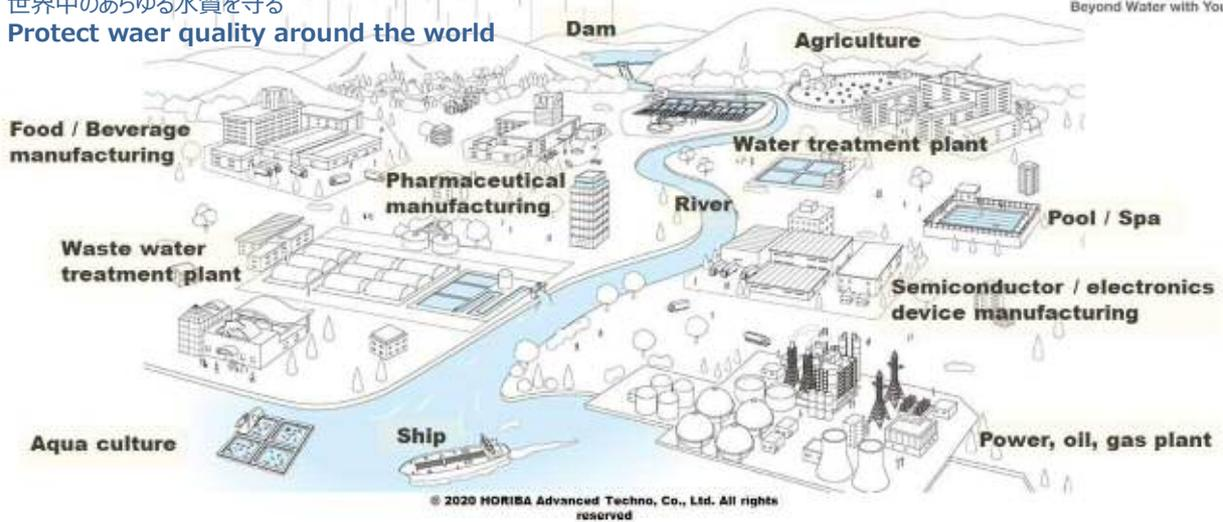 世界中のあらゆる水質を守る
Protect waer quality around the world
Beyond Water with You
Dam
Agriculture
Food / Beverage
manufacturing
Water treatment plant
Pharmaceutical
manufacturing
River
Pool / Spa
Waste water
treatment plant
Semiconductor / electronics
device manufacturing
Aqua culture
Ship
Power, oil, gas plant
© 2020 HORIBA Advanced Techno, Co., Ltd. All rights
reserved